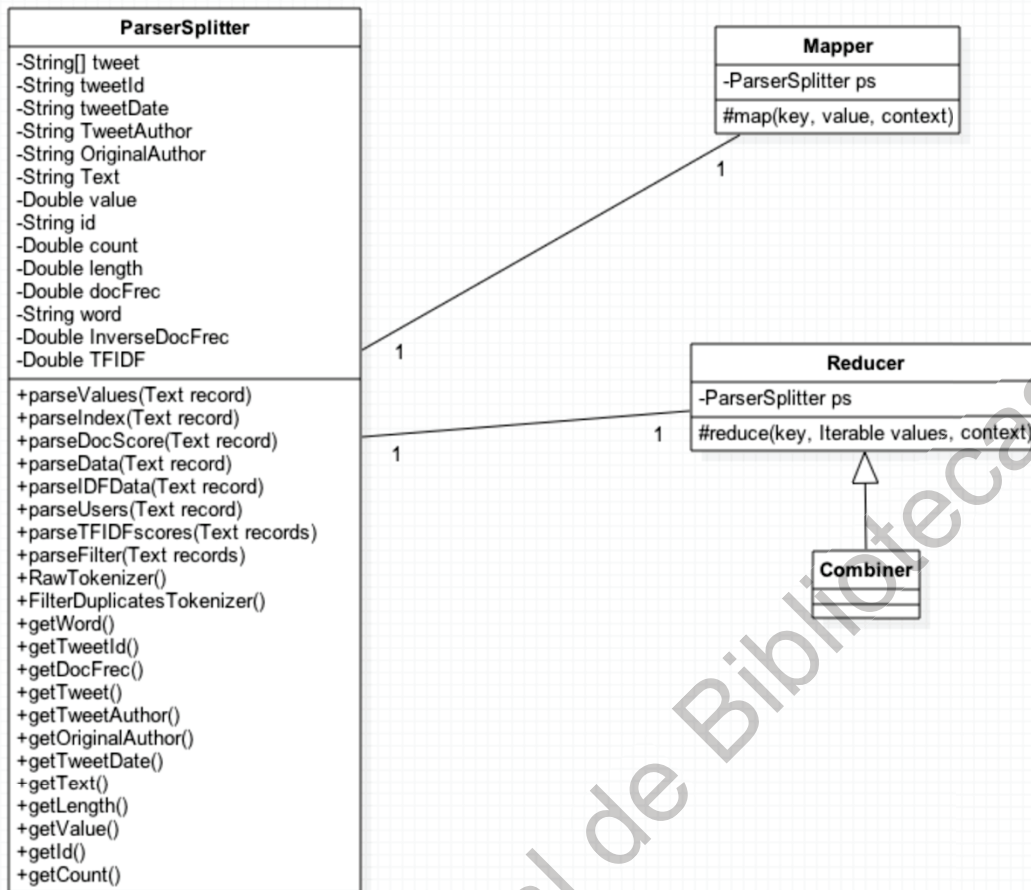 ParserSplitter
-String[] tweet
-String tweetId
-String tweetDate
-String TweetAuthor
-String OriginalAuthor
-String Text
-Double value
-String id
-Double count
-Double length
-Double docFrec
-String word
-Double InverseDocFrec
-Double TFIDF
+parseValues(Text record)
+parseIndex(Text record)
+parseDocScore(Text record)
+parseData(Text record)
+parseIDFData(Text record)
+parseUsers(Text record)
+parseTFIDFscores(Text records)
+parseFilter(Text records)
+RawTokenizer()
+FilterDuplicatesTokenizer()
+getWord()
+getTweetId()
+getDocFrec()
+getTweet()
+getTweetAuthor()
+getOriginalAuthor()
+getTweetDate()
+getText()
+getLength()
+getValue()
+getId()
+getCount()
Mapper
-ParserSplitter ps
#map(key, value, context)
1
1
Reducer
-ParserSplitter ps
#reduce(key, Iterable values, context)
1
1
Combiner
de Bibliotecas